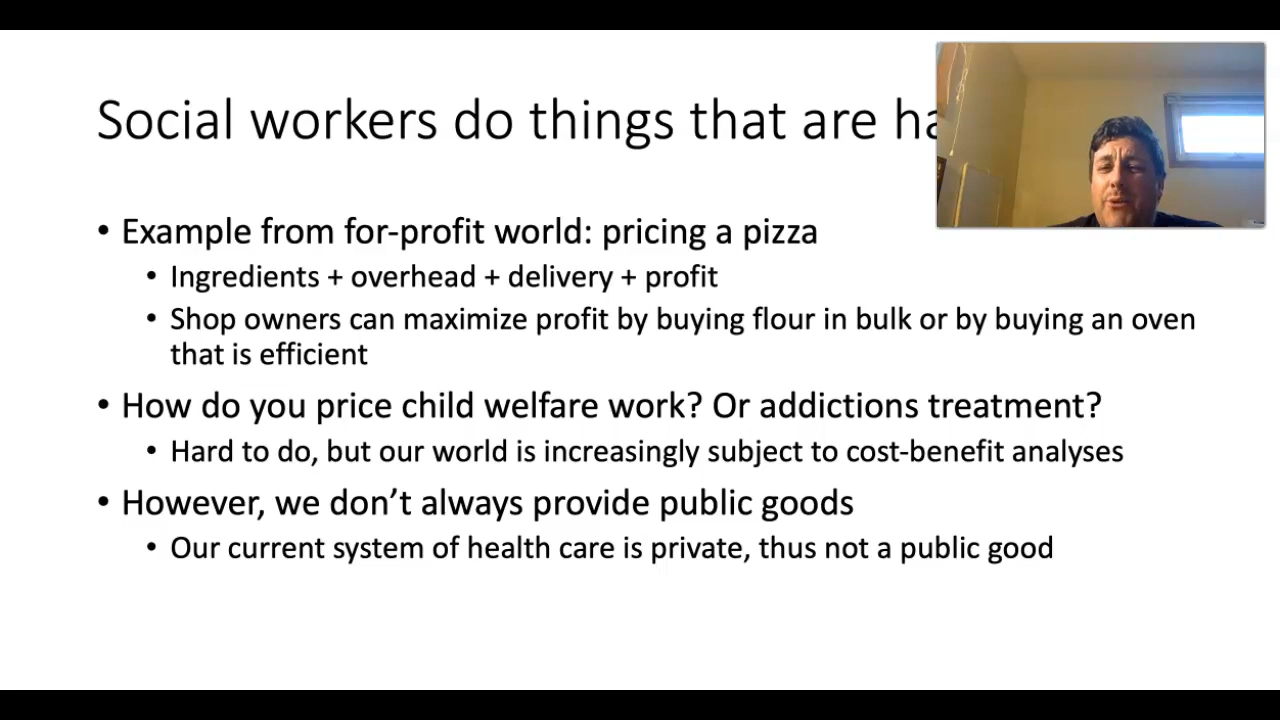 Social workers do things that are
• Example from for-profit world: pricing a pizza
• Ingredients + overhead + delivery + profit
• Shop owners can maximize profit by buying flour in bulk or by buying an oven
that is efficient
• How do you price child welfare work? Or addictions treatment?
• Hard to do, but our world is increasingly subject to cost-benefit analyses
• However, we don’t always provide public goods
• Our current system of health care is private, thus not a public good